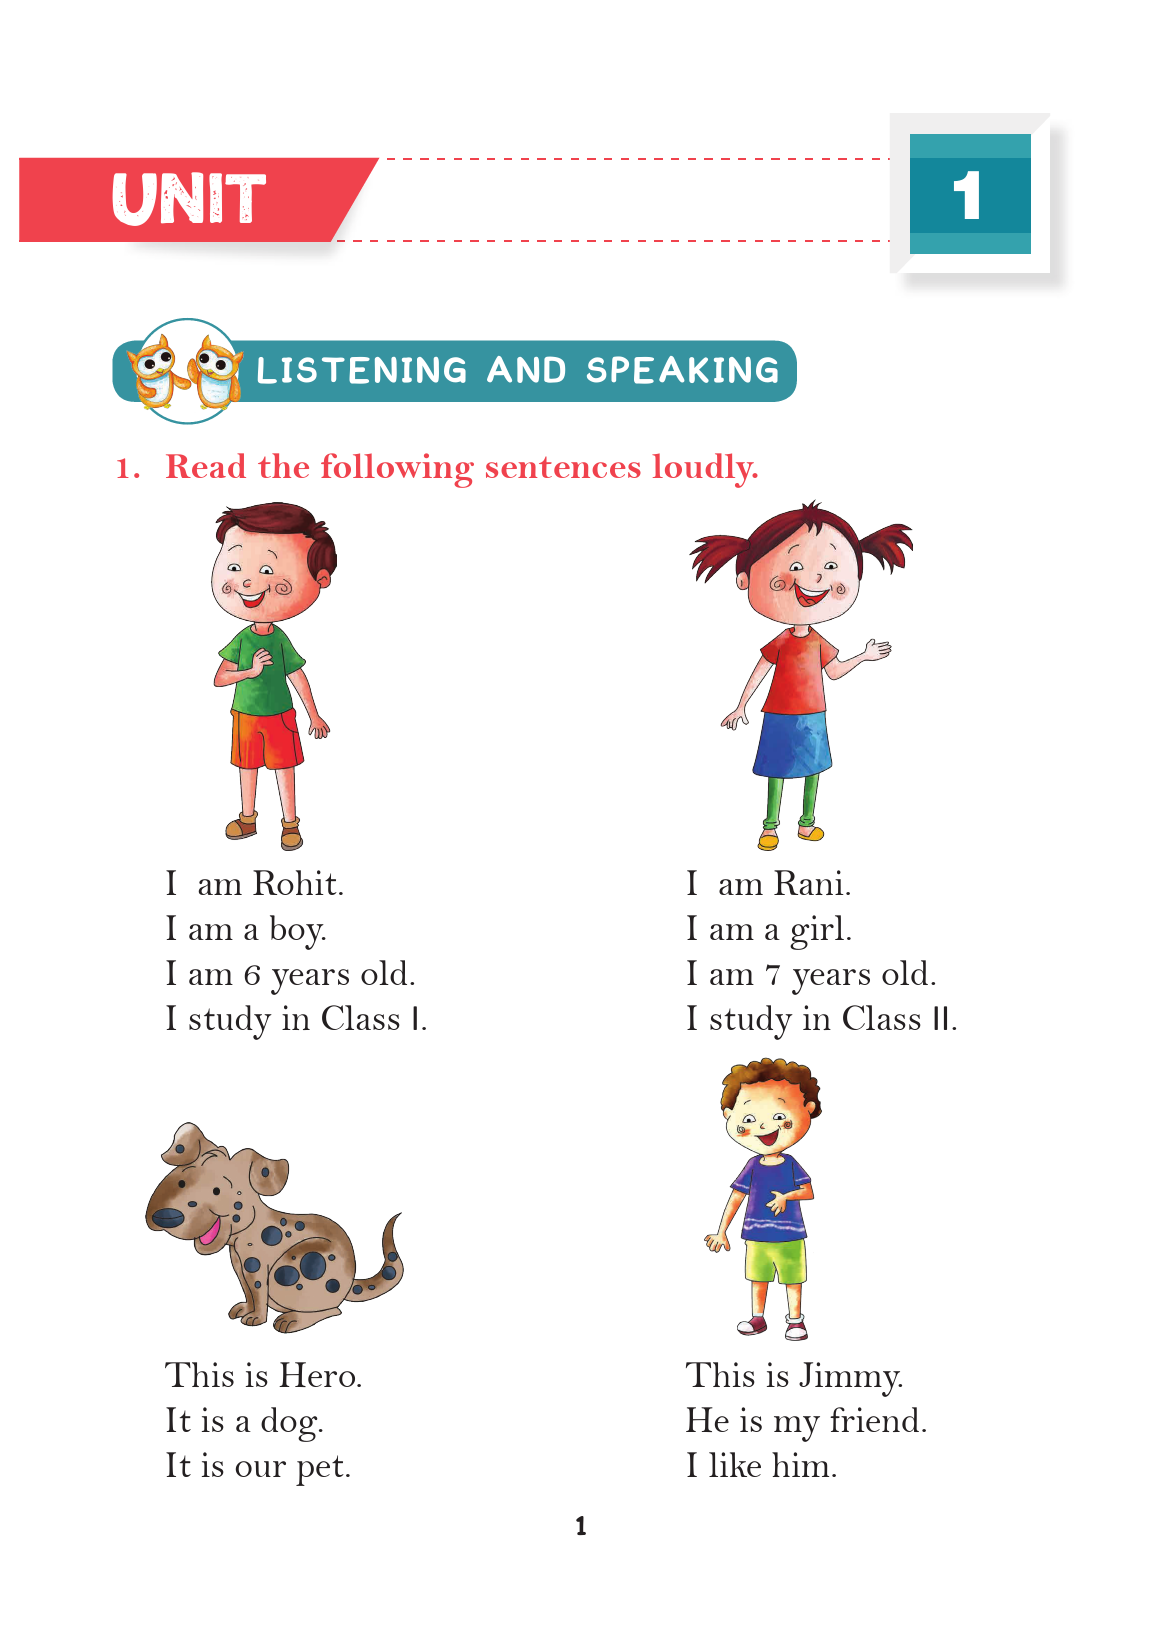 UNIT
1
LISTENING AND SPEAKING
1. Read the following sentences loudly.
I am Rohit.
I am a boy.
I am 6 years old.
I study in Class I.
I am Rani.
I am a girl.
I am 7 years old.
I study in Class II.
This is Hero.
It is a dog.
It is our pet.
This is Jimmy.
He is my friend.
I like him.
1